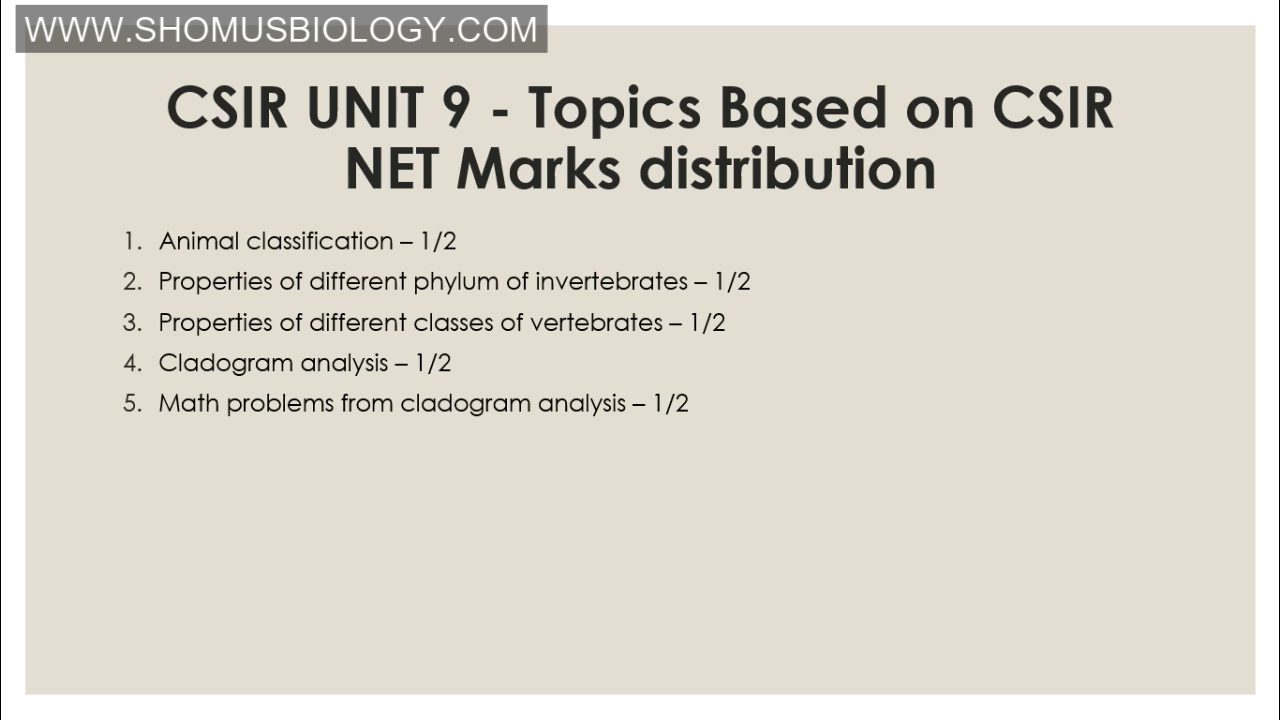 WWW.SHOMUSBIOLOGY.COM
CSIR UNIT 9 - Topics Based on CSIR
NET Marks distribution
1. Animal classification – 1/2
2. Properties of different phylum of invertebrates – 1/2
3. Properties of different classes of vertebrates – 1/2
4. Cladogram analysis – 1/2
5. Math problems from cladogram analysis – 1/2